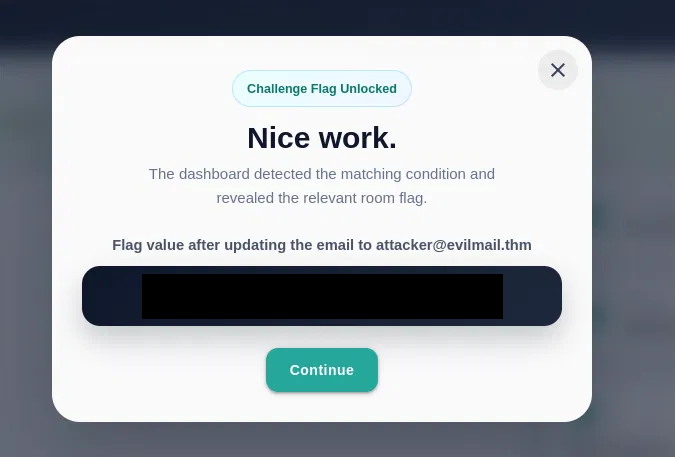 Challenge Flag Unlocked
Nice work.
The dashboard detected the matching condition and
revealed the relevant room flag.
Flag value after updating the email to attacker@evilmail.thm
Continue